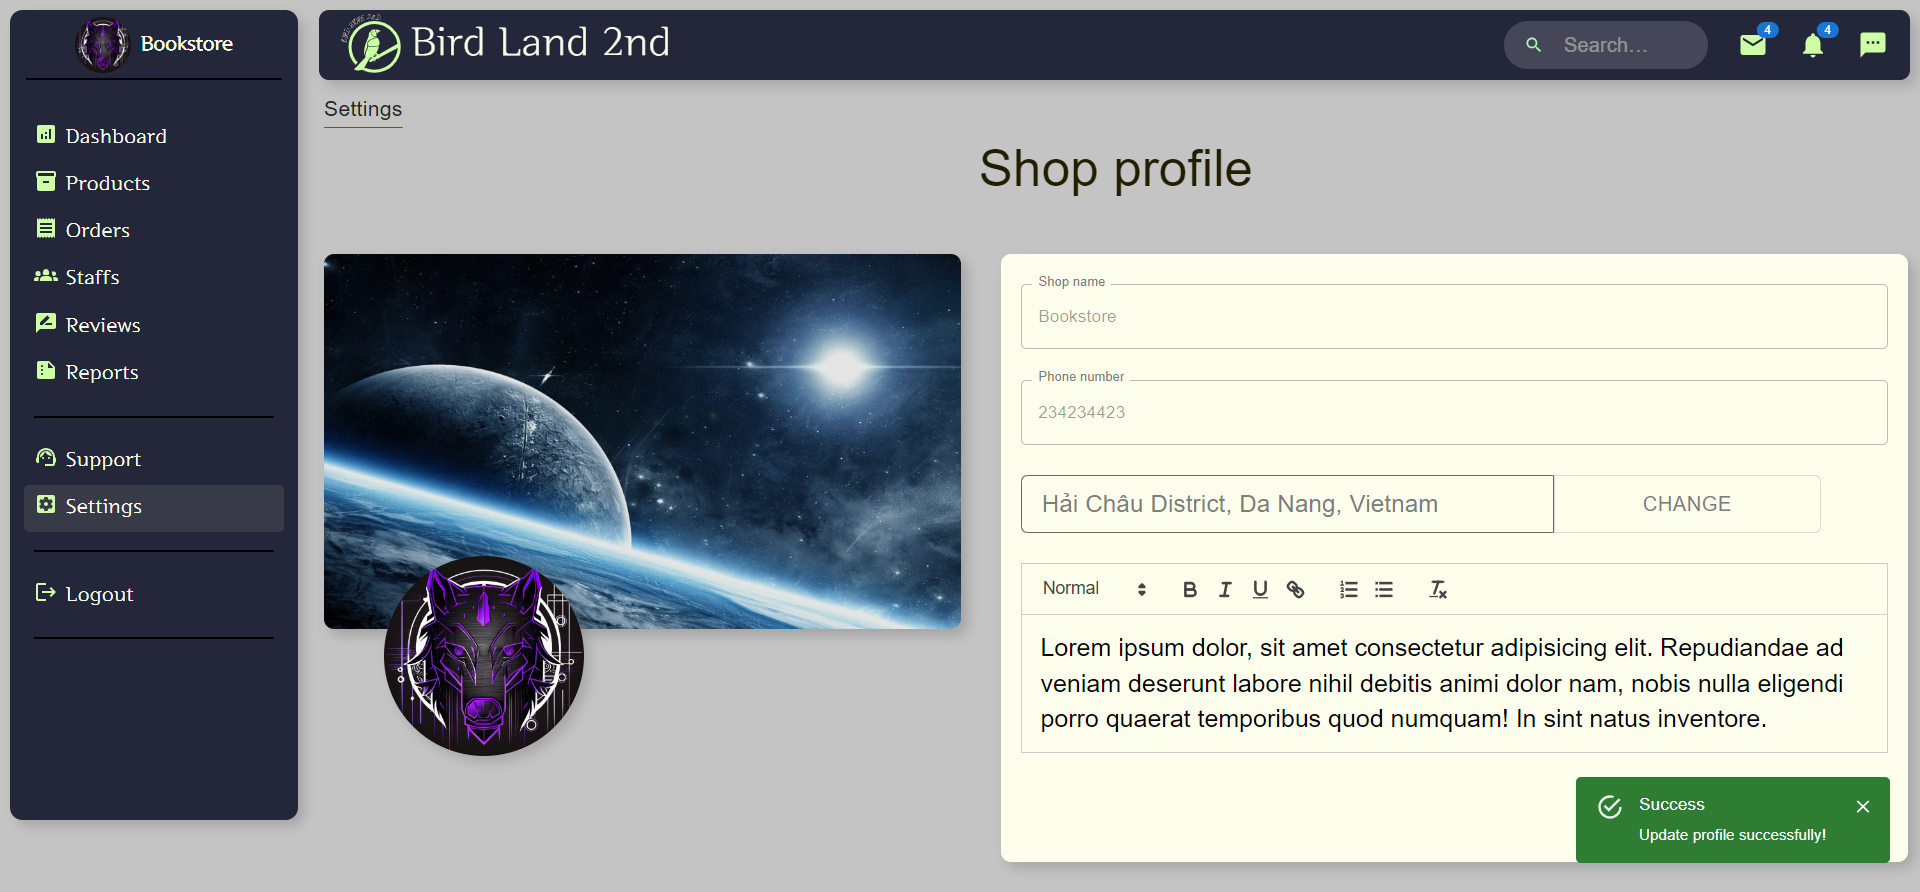 Bookstore
Dashboard
Products
Orders
Staffs
Reviews
Reports
Support
Settings
Logout
BIRD STORE 2ND
Bird Land 2nd
Search...
4
4
Settings
Shop profile
Shop name
Bookstore
Phone number
234234423
Hải Châu District, Da Nang, Vietnam
CHANGE
Normal
Lorem ipsum dolor, sit amet consectetur adipisicing elit. Repudiandae ad
veniam deserunt labore nihil debitis animi dolor nam, nobis nulla eligendi
porro quaerat temporibus quod numquam! In sint natus inventore.
Success
Update profile successfully!